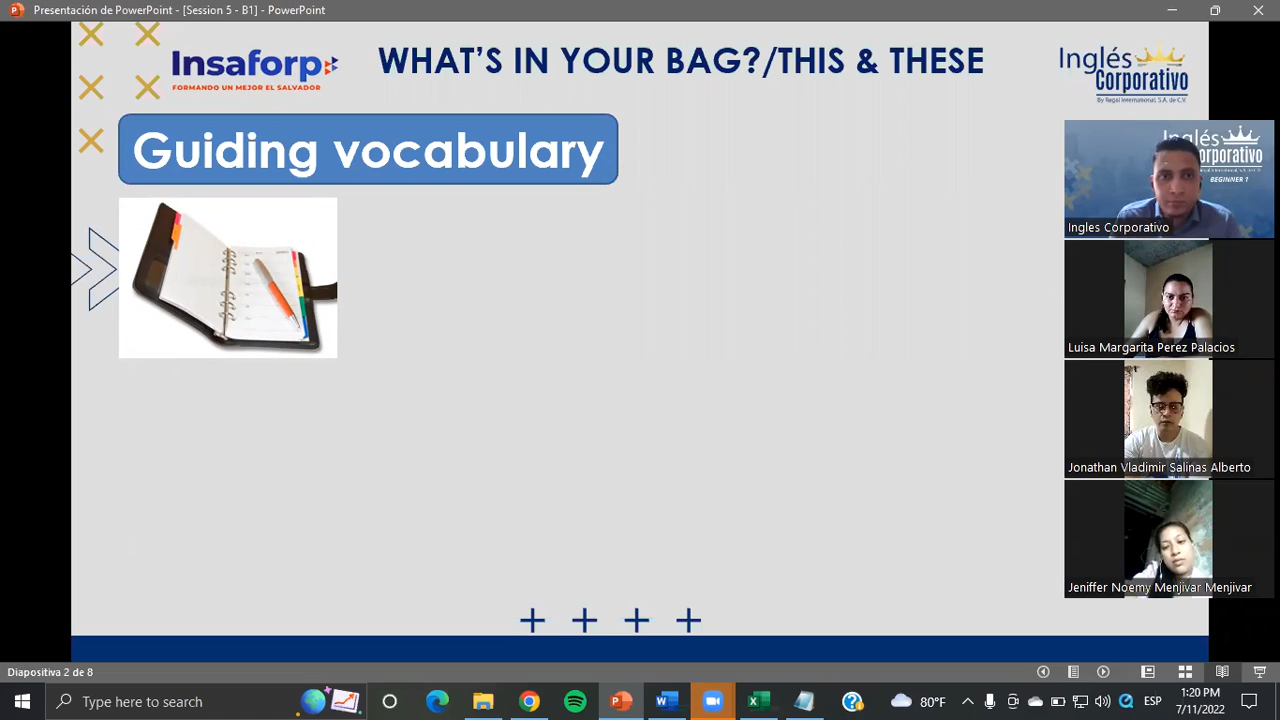 Presentación de PowerPoint - [Session 5 - B1] - PowerPoint
Insaforp
FORMANDO UN MEJOR EL SALVADOR
WHAT'S IN YOUR BAG?/THIS & THESE
Inglés
Corporativo
By Regal International, S.A. de C.V.
Guiding vocabulary
Inglés
Corporativo
BEGINNER 1
Ingles Corporativo
Luisa Margarita Perez Palacios
Jonathan Vladimir Salinas Alberto
Jeniffer Noemy Menjivar Menjivar
Diapositiva 2 de 8
Type here to search
80°F
ESP
1:20 PM
7/11/2022